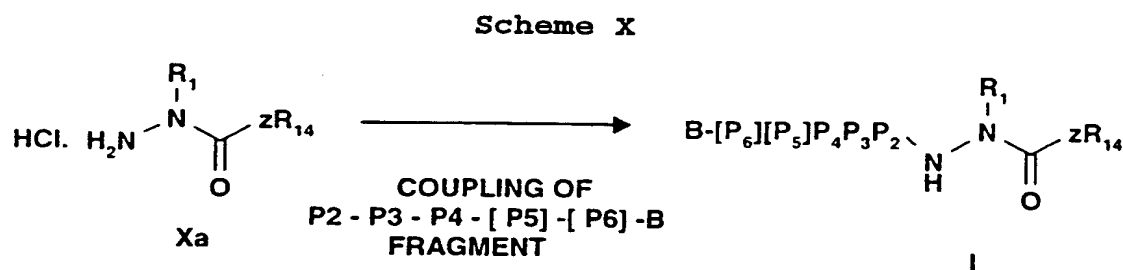 Scheme X
R₁
HCl. H₂N N zR₁₄
O
Xa
COUPLING OF
P2 - P3 - P4 - [ P5] -[ P6] -B
FRAGMENT
R₁
B-[P₆][P₅]P₄P₃P₂ N zR₁₄
N
H
O
I